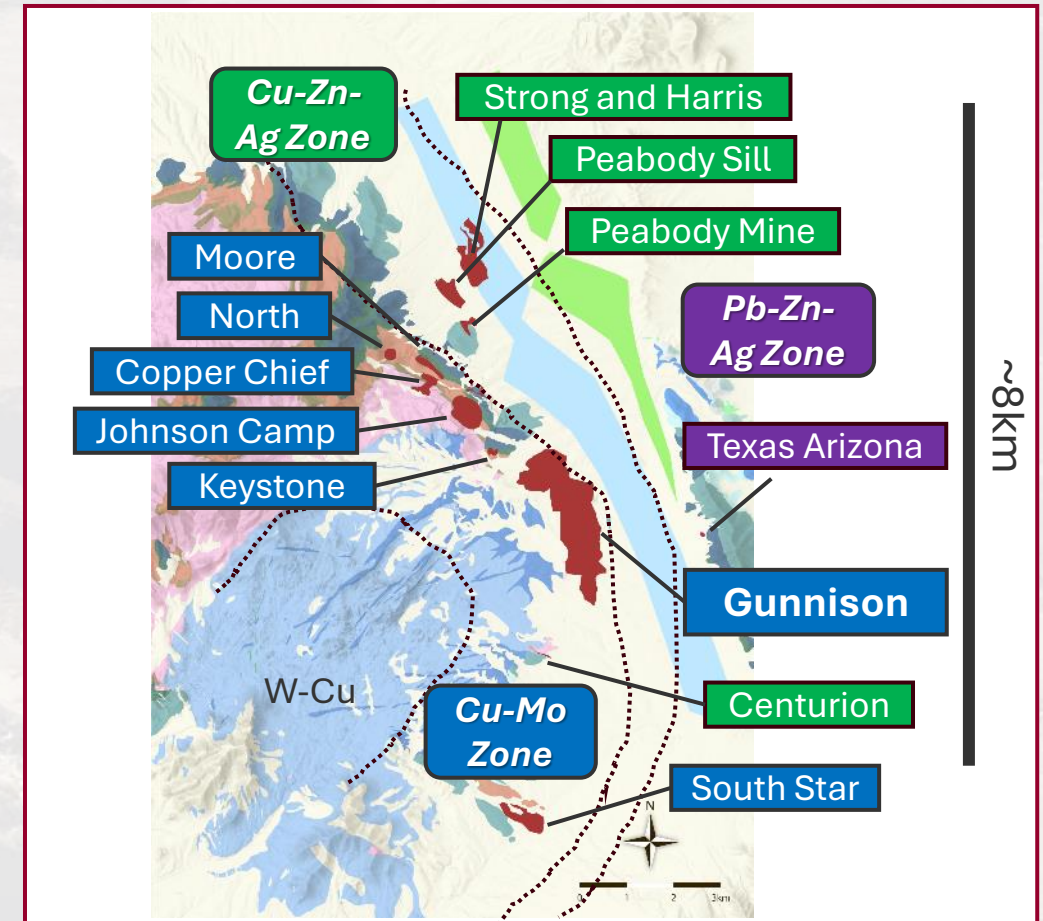 Cu-Zn-
Ag Zone
Strong and Harris
Peabody Sill
Peabody Mine
Moore
North
Copper Chief
Johnson Camp
Keystone
Pb-Zn-
Ag Zone
Texas Arizona
~8km
Gunnison
W-Cu
Cu-Mo
Zone
Centurion
South Star
N
0 1 2 3km